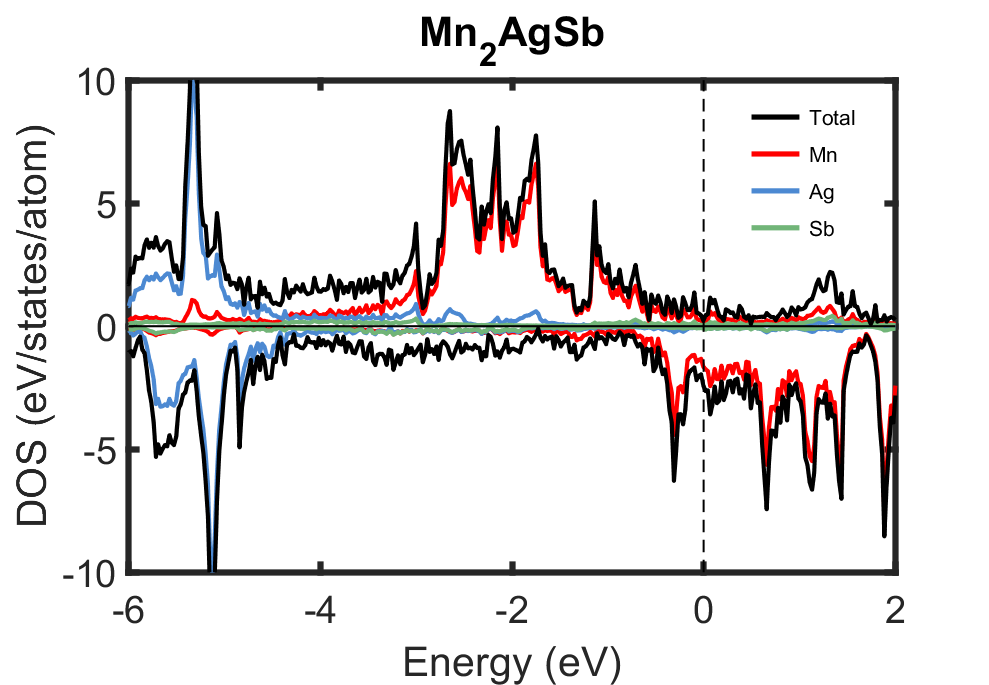 Mn₂AgSb
10
5
0
-5
-10
DOS (eV/states/atom)
Total
Mn
Ag
Sb
-6 -4 -2 0 2
Energy (eV)